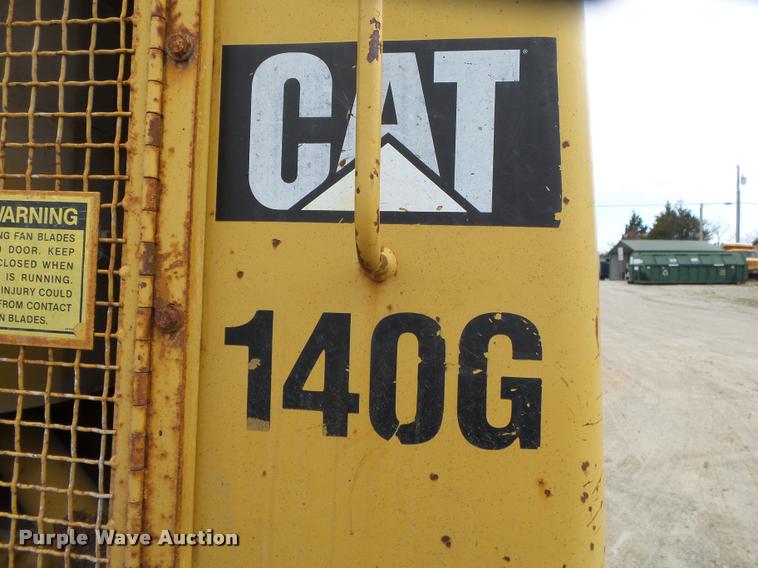 CAT
®
140G
WARNING
NG FAN BLADES
DOOR. KEEP
CLOSED WHEN
IS RUNNING.
INJURY COULD
FROM CONTACT
N BLADES.
Purple Wave Auction